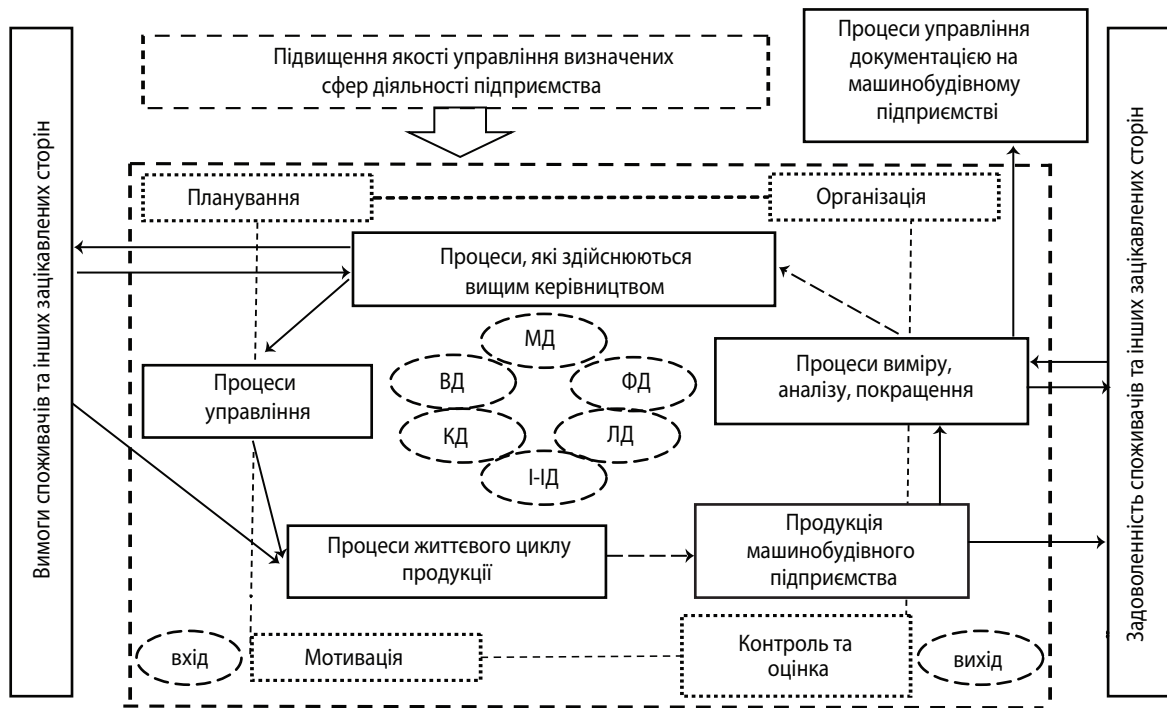 Вимоги споживачів та інших зацікавлених сторін
Підвищення якості управління визначених
сфер діяльності підприємства
Процеси управління
документацією на
машинобудівному
підприємстві
Задоволенність споживачів та інших зацікавлених сторін
Планування
Організація
Процеси, які здійснюються
вищим керівництвом
МД
ВД
ФД
КД
ЛД
І-ІД
Процеси
управління
Процеси виміру,
аналізу, покращення
Процеси життєвого циклу
продукції
Продукція
машинобудівного
підприємства
вхід
Мотивація
Контроль та
оцінка
вихід